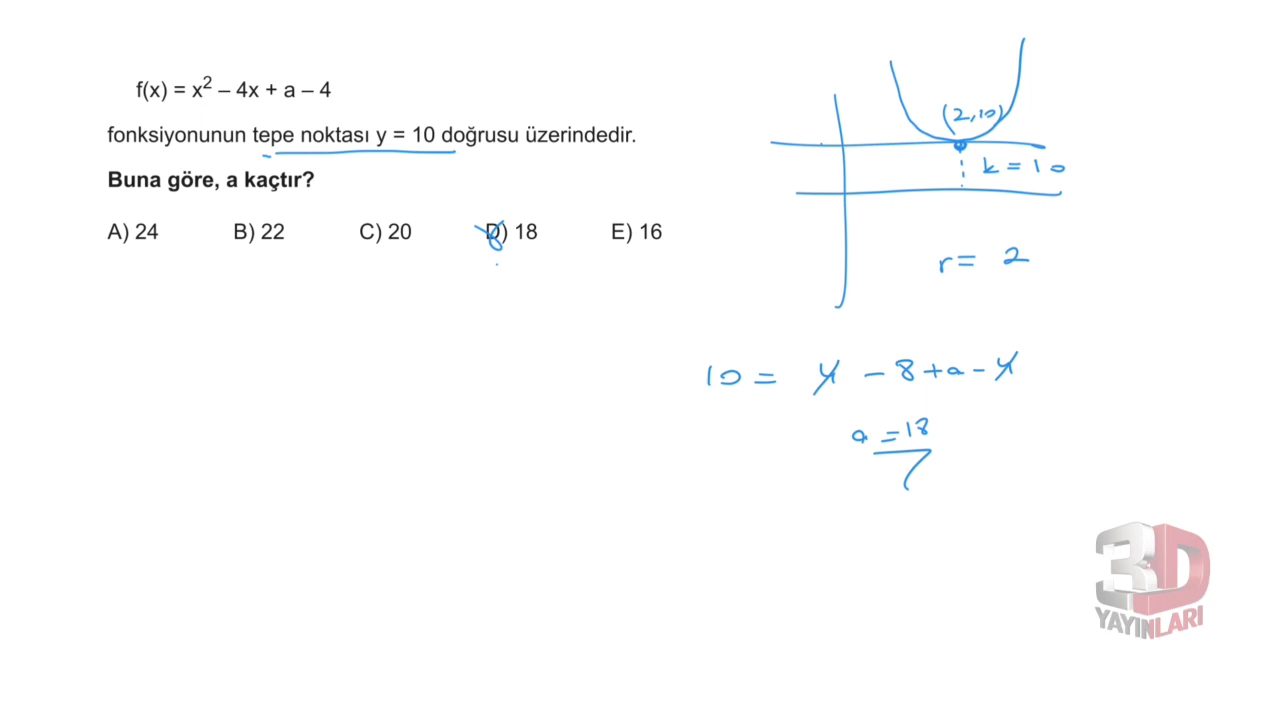 f(x) = x² – 4x + a – 4
fonksiyonunun tepe noktası y = 10 doğrusu üzerindedir.
Buna göre, a kaçtır?
A) 24 B) 22 C) 20 D) 18 E) 16
(2,10)
k = 10
r = 2
10 = 4 - 8 + a - 4
a = 18
3D
YAYINLARI